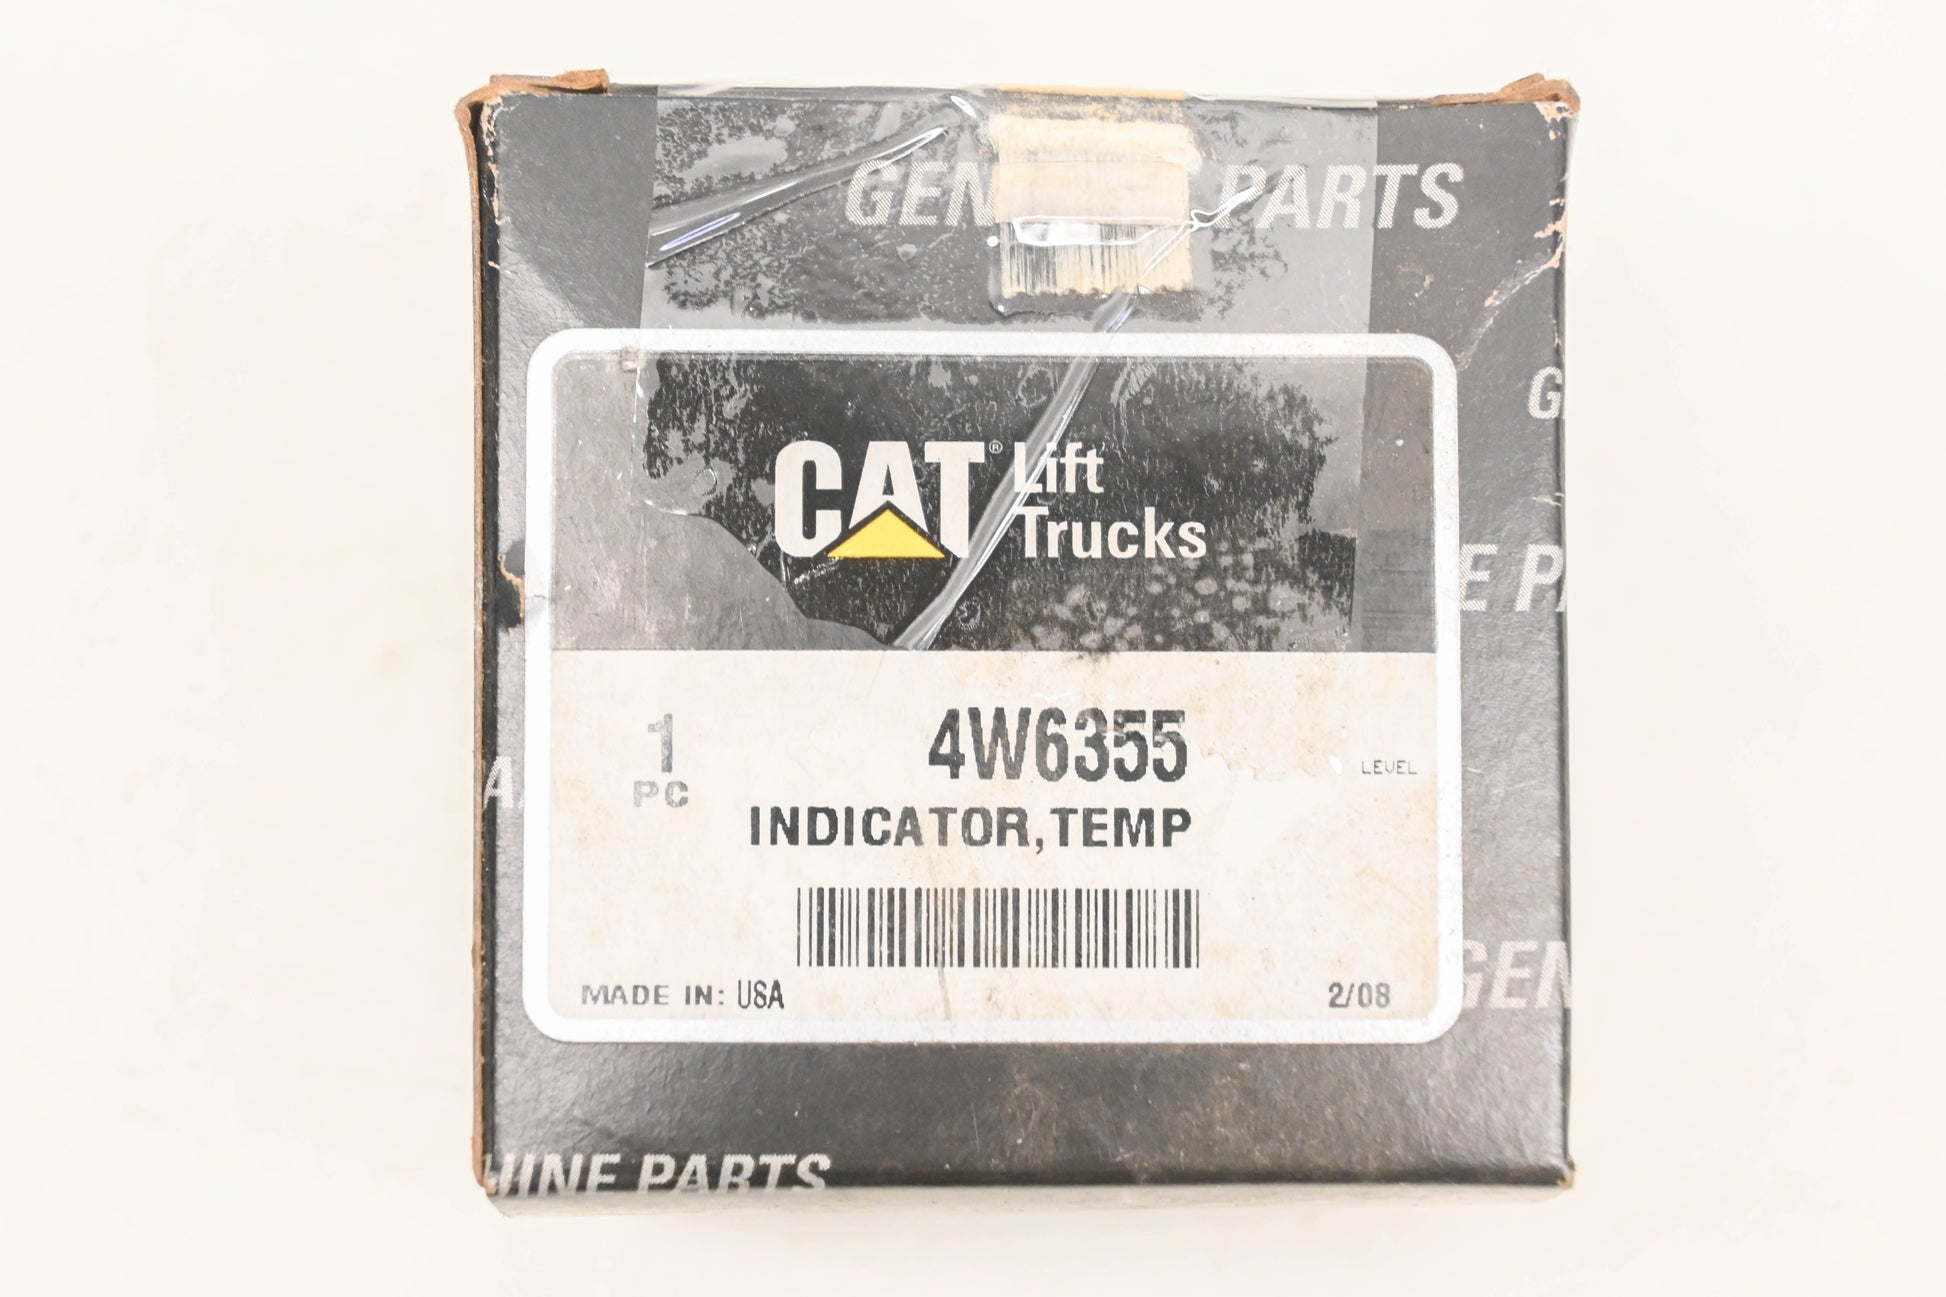 GEN PARTS
G
CAT® Lift
Trucks
E P
1
PC
4W6355
LEVEL
INDICATOR,TEMP
MADE IN: USA
2/08
GEN
INE PARTS